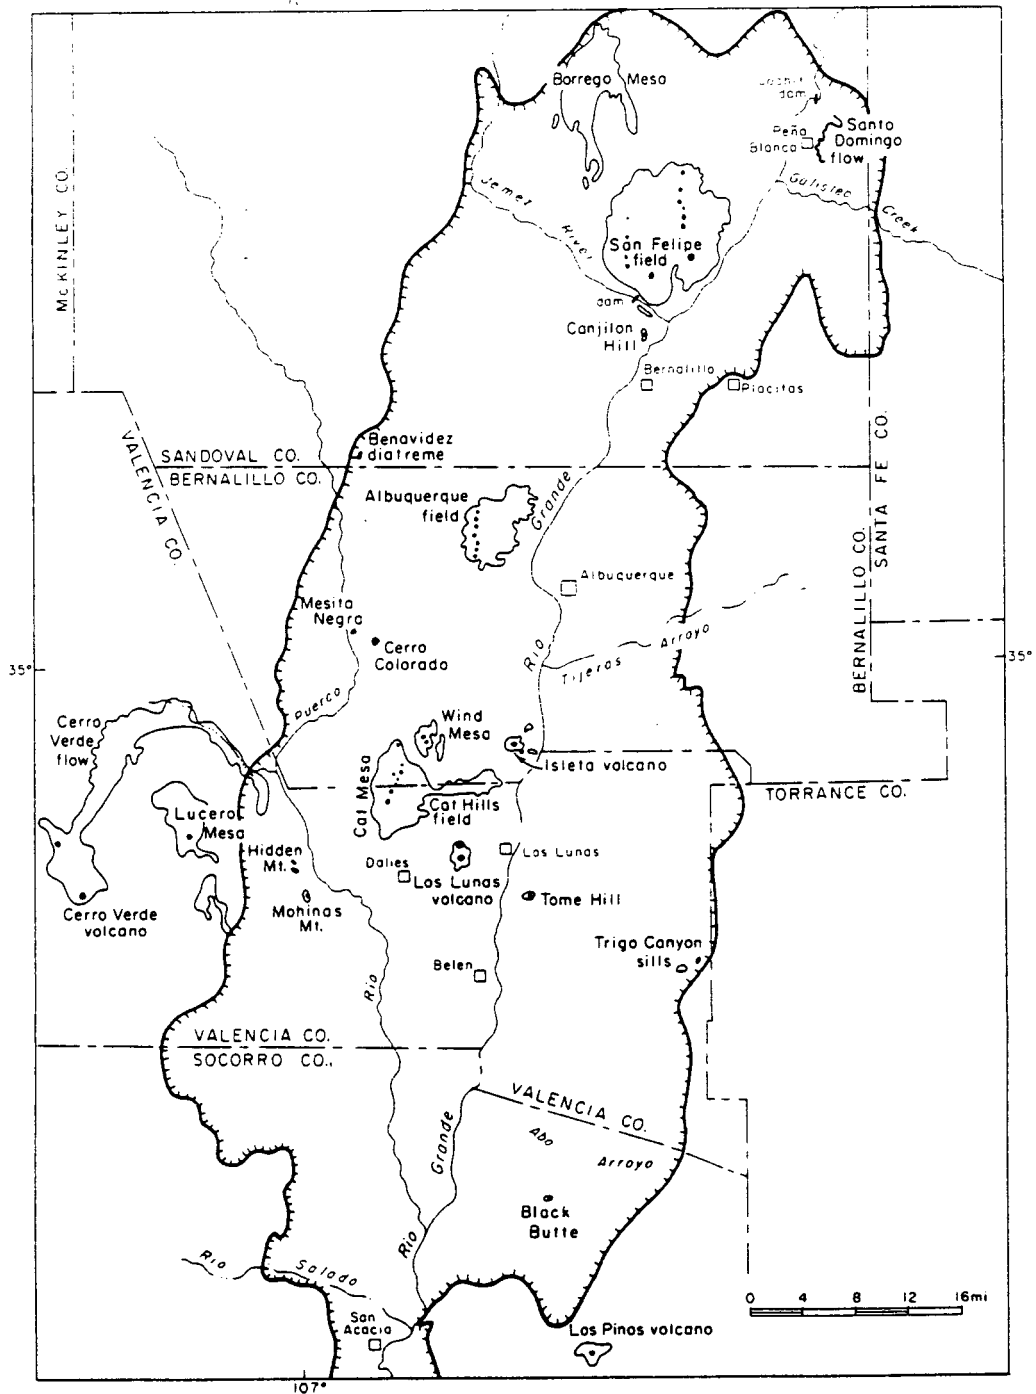 Borrego Mesa
dam
Santo
Domingo
flow
Peña
Blanca
McKINLEY CO.
Jemez
River
Galisteo
Creek
San Felipe
field
dam
Canjilon
Hill
Bernalillo
Placitas
VALENCIA CO.
SANDOVAL CO.
BERNALILLO CO.
Benavidez
diatreme
SANTA FE CO.
BERNALILLO CO.
Albuquerque
field
Grande
Albuquerque
Mesita
Negra
Cerro
Colorado
Rio
Tijeras
Arroyo
35°
35°
Puerco
Cerro
Verde
flow
Wind
Mesa
Isleta volcano
TORRANCE CO.
Cat Mesa
Cat Hills
field
Lucero
Mesa
Hidden
Mt.
Dalies
Los Lunas
Los Lunas
volcano
Tome Hill
Mohinas
Mt.
Cerro Verde
volcano
Trigo Canyon
sills
Belen
Rio
VALENCIA CO.
SOCORRO CO.
VALENCIA CO.
Abo
Arroyo
Grande
Black
Butte
Rio
Rio
Salado
San
Acacia
0 4 8 12 16mi
Los Pinos volcano
107°